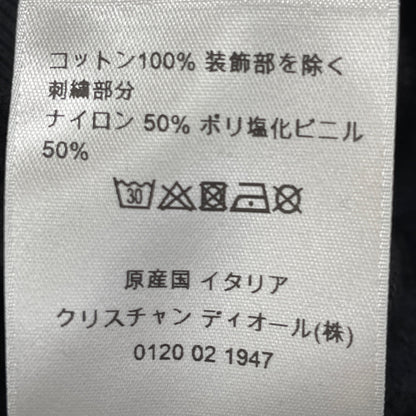 コットン100% 装飾部を除く
刺繍部分
ナイロン 50% ポリ塩化ビニル
50%
30
原産国 イタリア
クリスチャン ディオール(株)
0120 02 1947